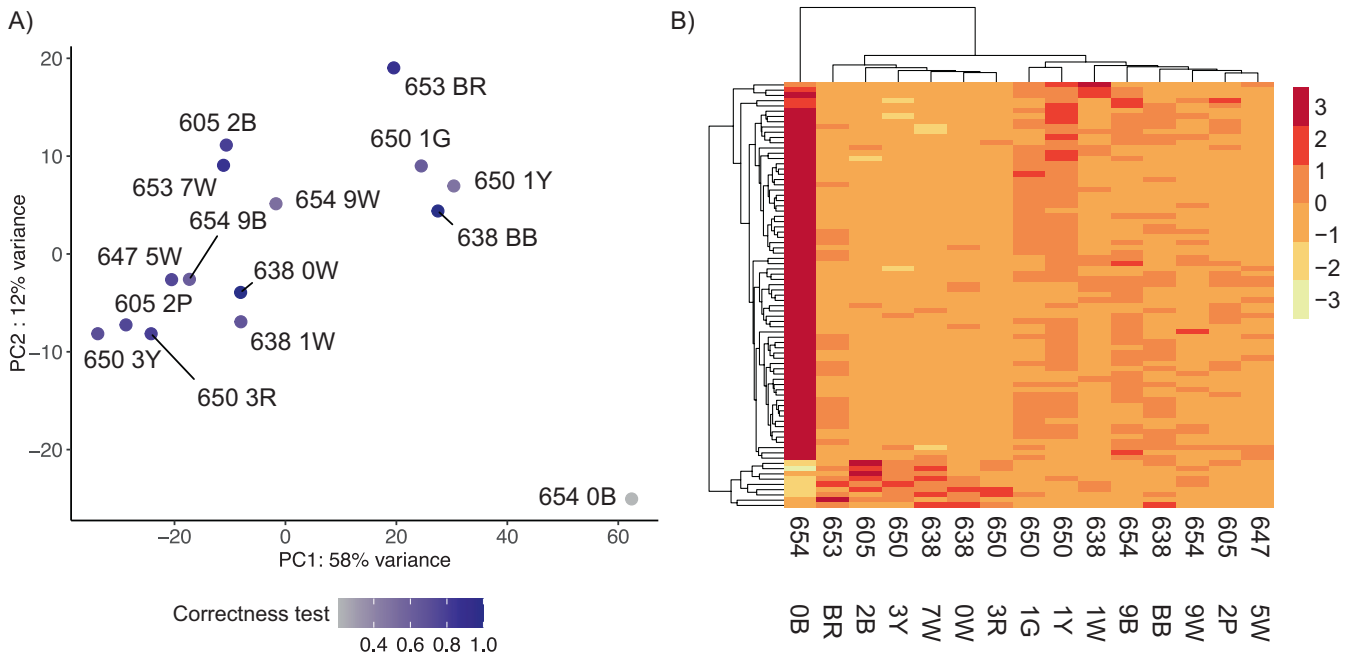 A)
B)
20
10
0
−10
−20
PC2 : 12% variance
653 BR
605 2B
650 1G
653 7W
650 1Y
654 9W
654 9B
638 BB
647 5W
638 0W
605 2P
638 1W
650 3Y
650 3R
654 0B
−20
0
20
40
60
PC1: 58% variance
Correctness test
0.4 0.6 0.8 1.0
3
2
1
0
−1
−2
−3
654 0B
653 BR
605 2B
650 3Y
638 7W
638 0W
650 3R
650 1G
650 1Y
638 1W
654 9B
638 BB
654 9W
605 2P
647 5W